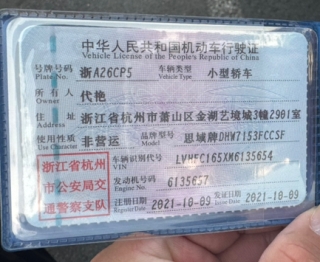 中华人民共和国机动车行驶证
Vehicle License of the People's Republic of China
号牌号码 浙A26CP5 车辆类型 小型轿车
Plate No. Vehicle Type
所有人 代艳
Owner
住址 浙江省杭州市萧山区金湖艺境城3幢2901室
Address
使用性质 非营运 品牌型号 思域牌DHW7153FCCSF
Use Character Model
浙江省杭州市公安局交通警察支队
车辆识别代号 LVHFC165XM6135654
VIN
发动机号码 6135657
Engine No.
注册日期 2021-10-09 发证日期 2021-10-09
Register Date Issue Date